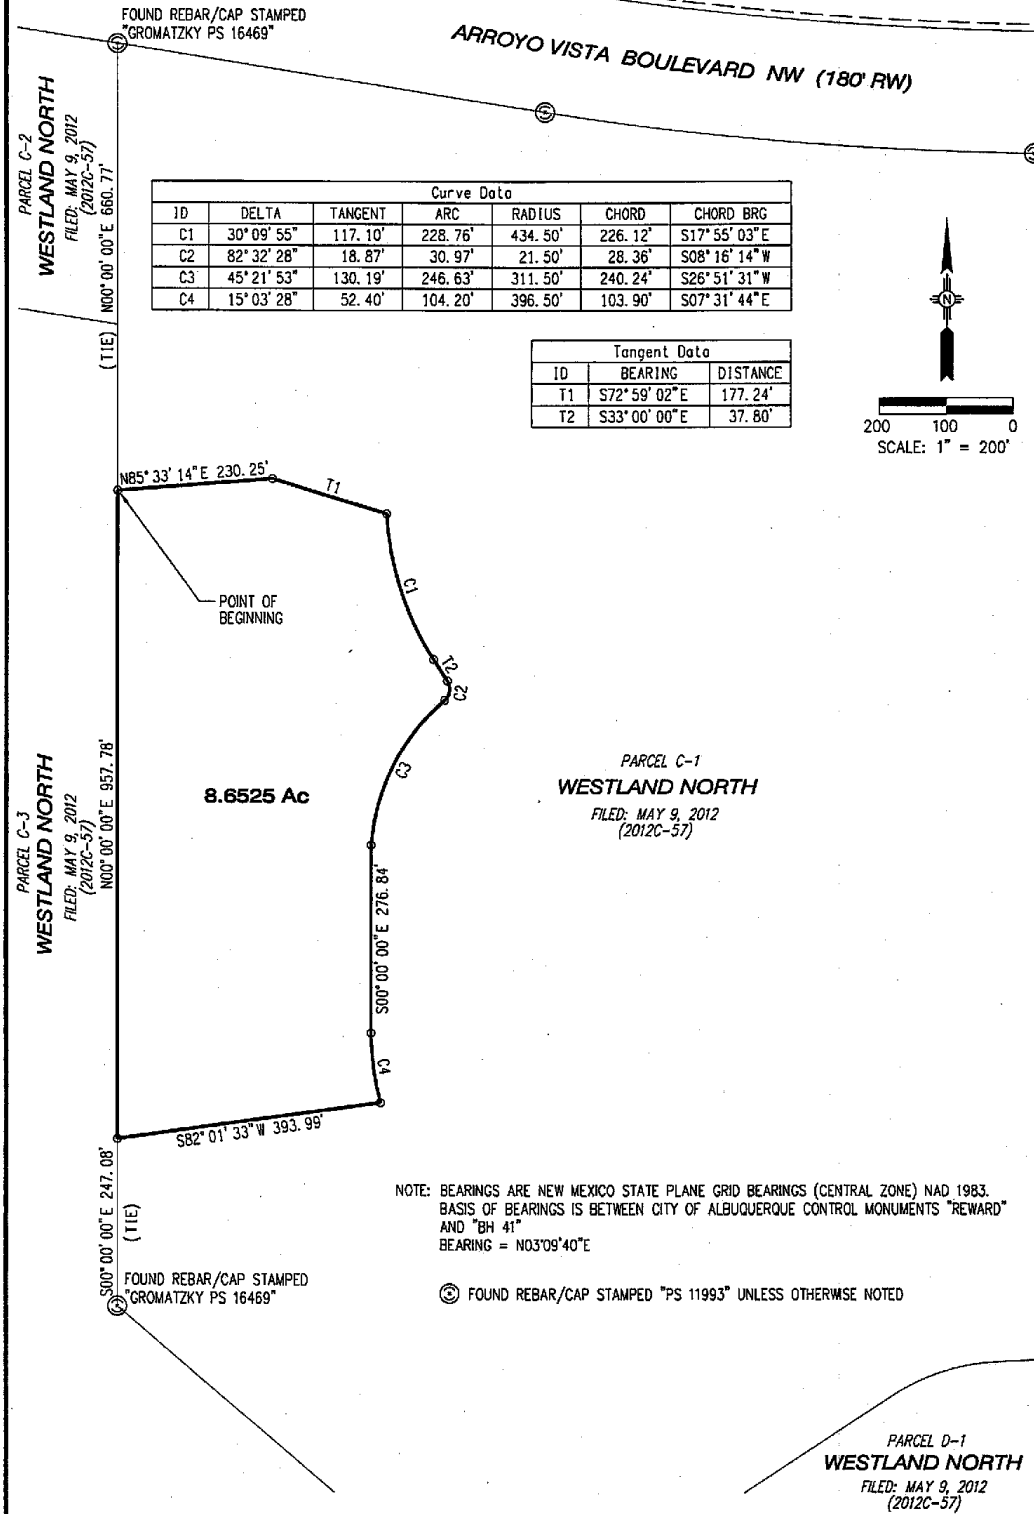 FOUND REBAR/CAP STAMPED
"GROMATZKY PS 16469"
ARROYO VISTA BOULEVARD NW (180' RW)
PARCEL C-2
WESTLAND NORTH
FILED: MAY 9, 2012
(2012C-57)
(TIE) N00°00'00"E 660.77'
Curve Data
ID DELTA TANGENT ARC RADIUS CHORD CHORD BRG
C1 30°09'55" 117.10' 228.76' 434.50' 226.12' S17°55'03"E
C2 82°32'28" 18.87' 30.97' 21.50' 28.36' S08°16'14"W
C3 45°21'53" 130.19' 246.63' 311.50' 240.24' S26°51'31"W
C4 15°03'28" 52.40' 104.20' 396.50' 103.90' S07°31'44"E
Tangent Data
ID BEARING DISTANCE
T1 S72°59'02"E 177.24'
T2 S33°00'00"E 37.80'
N
200 100 0
SCALE: 1" = 200'
N85°33'14"E 230.25'
T1
C1
POINT OF
BEGINNING
T2
C2
C3
PARCEL C-3
WESTLAND NORTH
FILED: MAY 9, 2012
(2012C-57)
N00°00'00"E 957.78'
8.6525 Ac
PARCEL C-1
WESTLAND NORTH
FILED: MAY 9, 2012
(2012C-57)
S00°00'00"E 276.84'
C4
S82°01'33"W 393.99'
S00°00'00"E 247.08'
(TIE)
NOTE: BEARINGS ARE NEW MEXICO STATE PLANE GRID BEARINGS (CENTRAL ZONE) NAD 1983.
BASIS OF BEARINGS IS BETWEEN CITY OF ALBUQUERQUE CONTROL MONUMENTS "REWARD"
AND "BH 41"
BEARING = N03°09'40"E
FOUND REBAR/CAP STAMPED
"GROMATZKY PS 16469"
FOUND REBAR/CAP STAMPED "PS 11993" UNLESS OTHERWISE NOTED
PARCEL D-1
WESTLAND NORTH
FILED: MAY 9, 2012
(2012C-57)